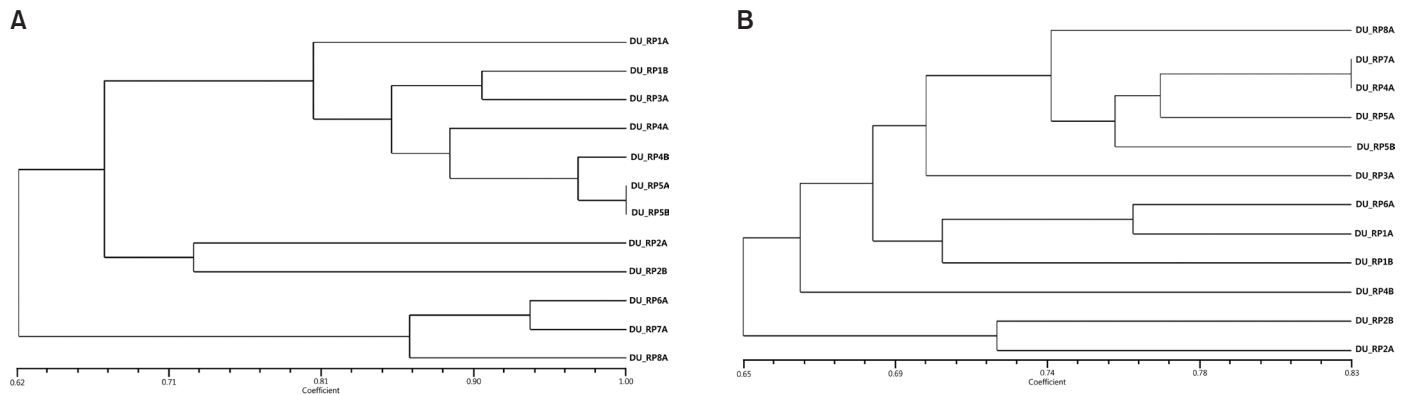 A
DU_RP1A
DU_RP1B
DU_RP3A
DU_RP4A
DU_RP4B
DU_RP5A
DU_RP5B
DU_RP2A
DU_RP2B
DU_RP6A
DU_RP7A
DU_RP8A
0.62 0.71 0.81 0.90 1.00
Coefficient
B
DU_RP8A
DU_RP7A
DU_RP4A
DU_RP5A
DU_RP5B
DU_RP3A
DU_RP6A
DU_RP1A
DU_RP1B
DU_RP4B
DU_RP2B
DU_RP2A
0.65 0.69 0.74 0.78 0.83
Coefficient